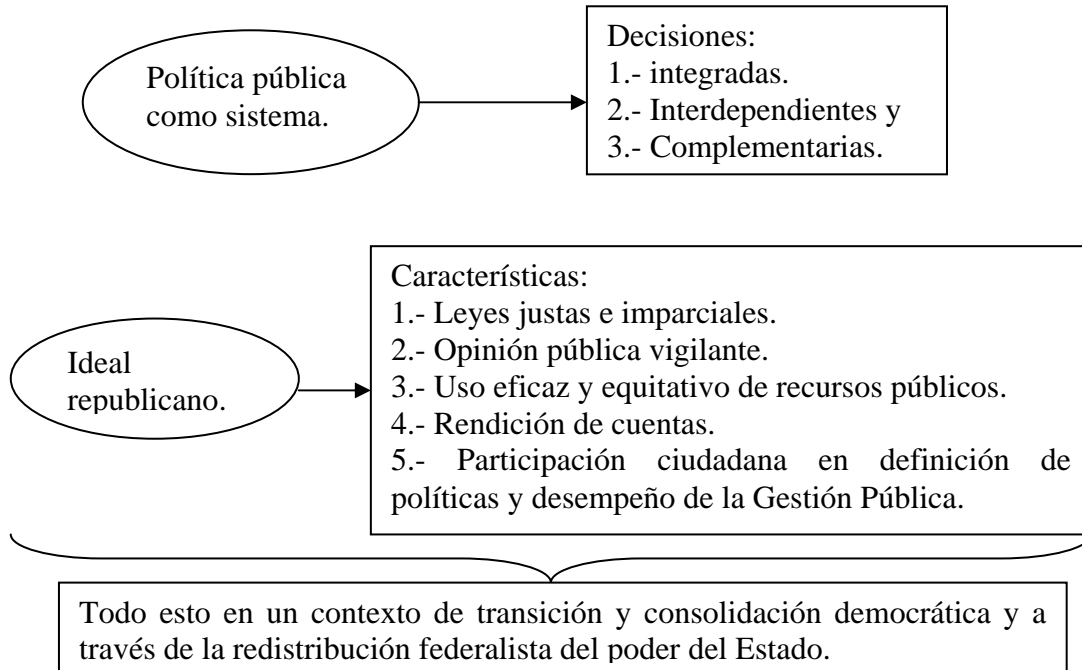 Política pública
como sistema.
Decisiones:
1.- integradas.
2.- Interdependientes y
3.- Complementarias.
Ideal
republicano.
Características:
1.- Leyes justas e imparciales.
2.- Opinión pública vigilante.
3.- Uso eficaz y equitativo de recursos públicos.
4.- Rendición de cuentas.
5.- Participación ciudadana en definición de
políticas y desempeño de la Gestión Pública.
Todo esto en un contexto de transición y consolidación democrática y a
través de la redistribución federalista del poder del Estado.